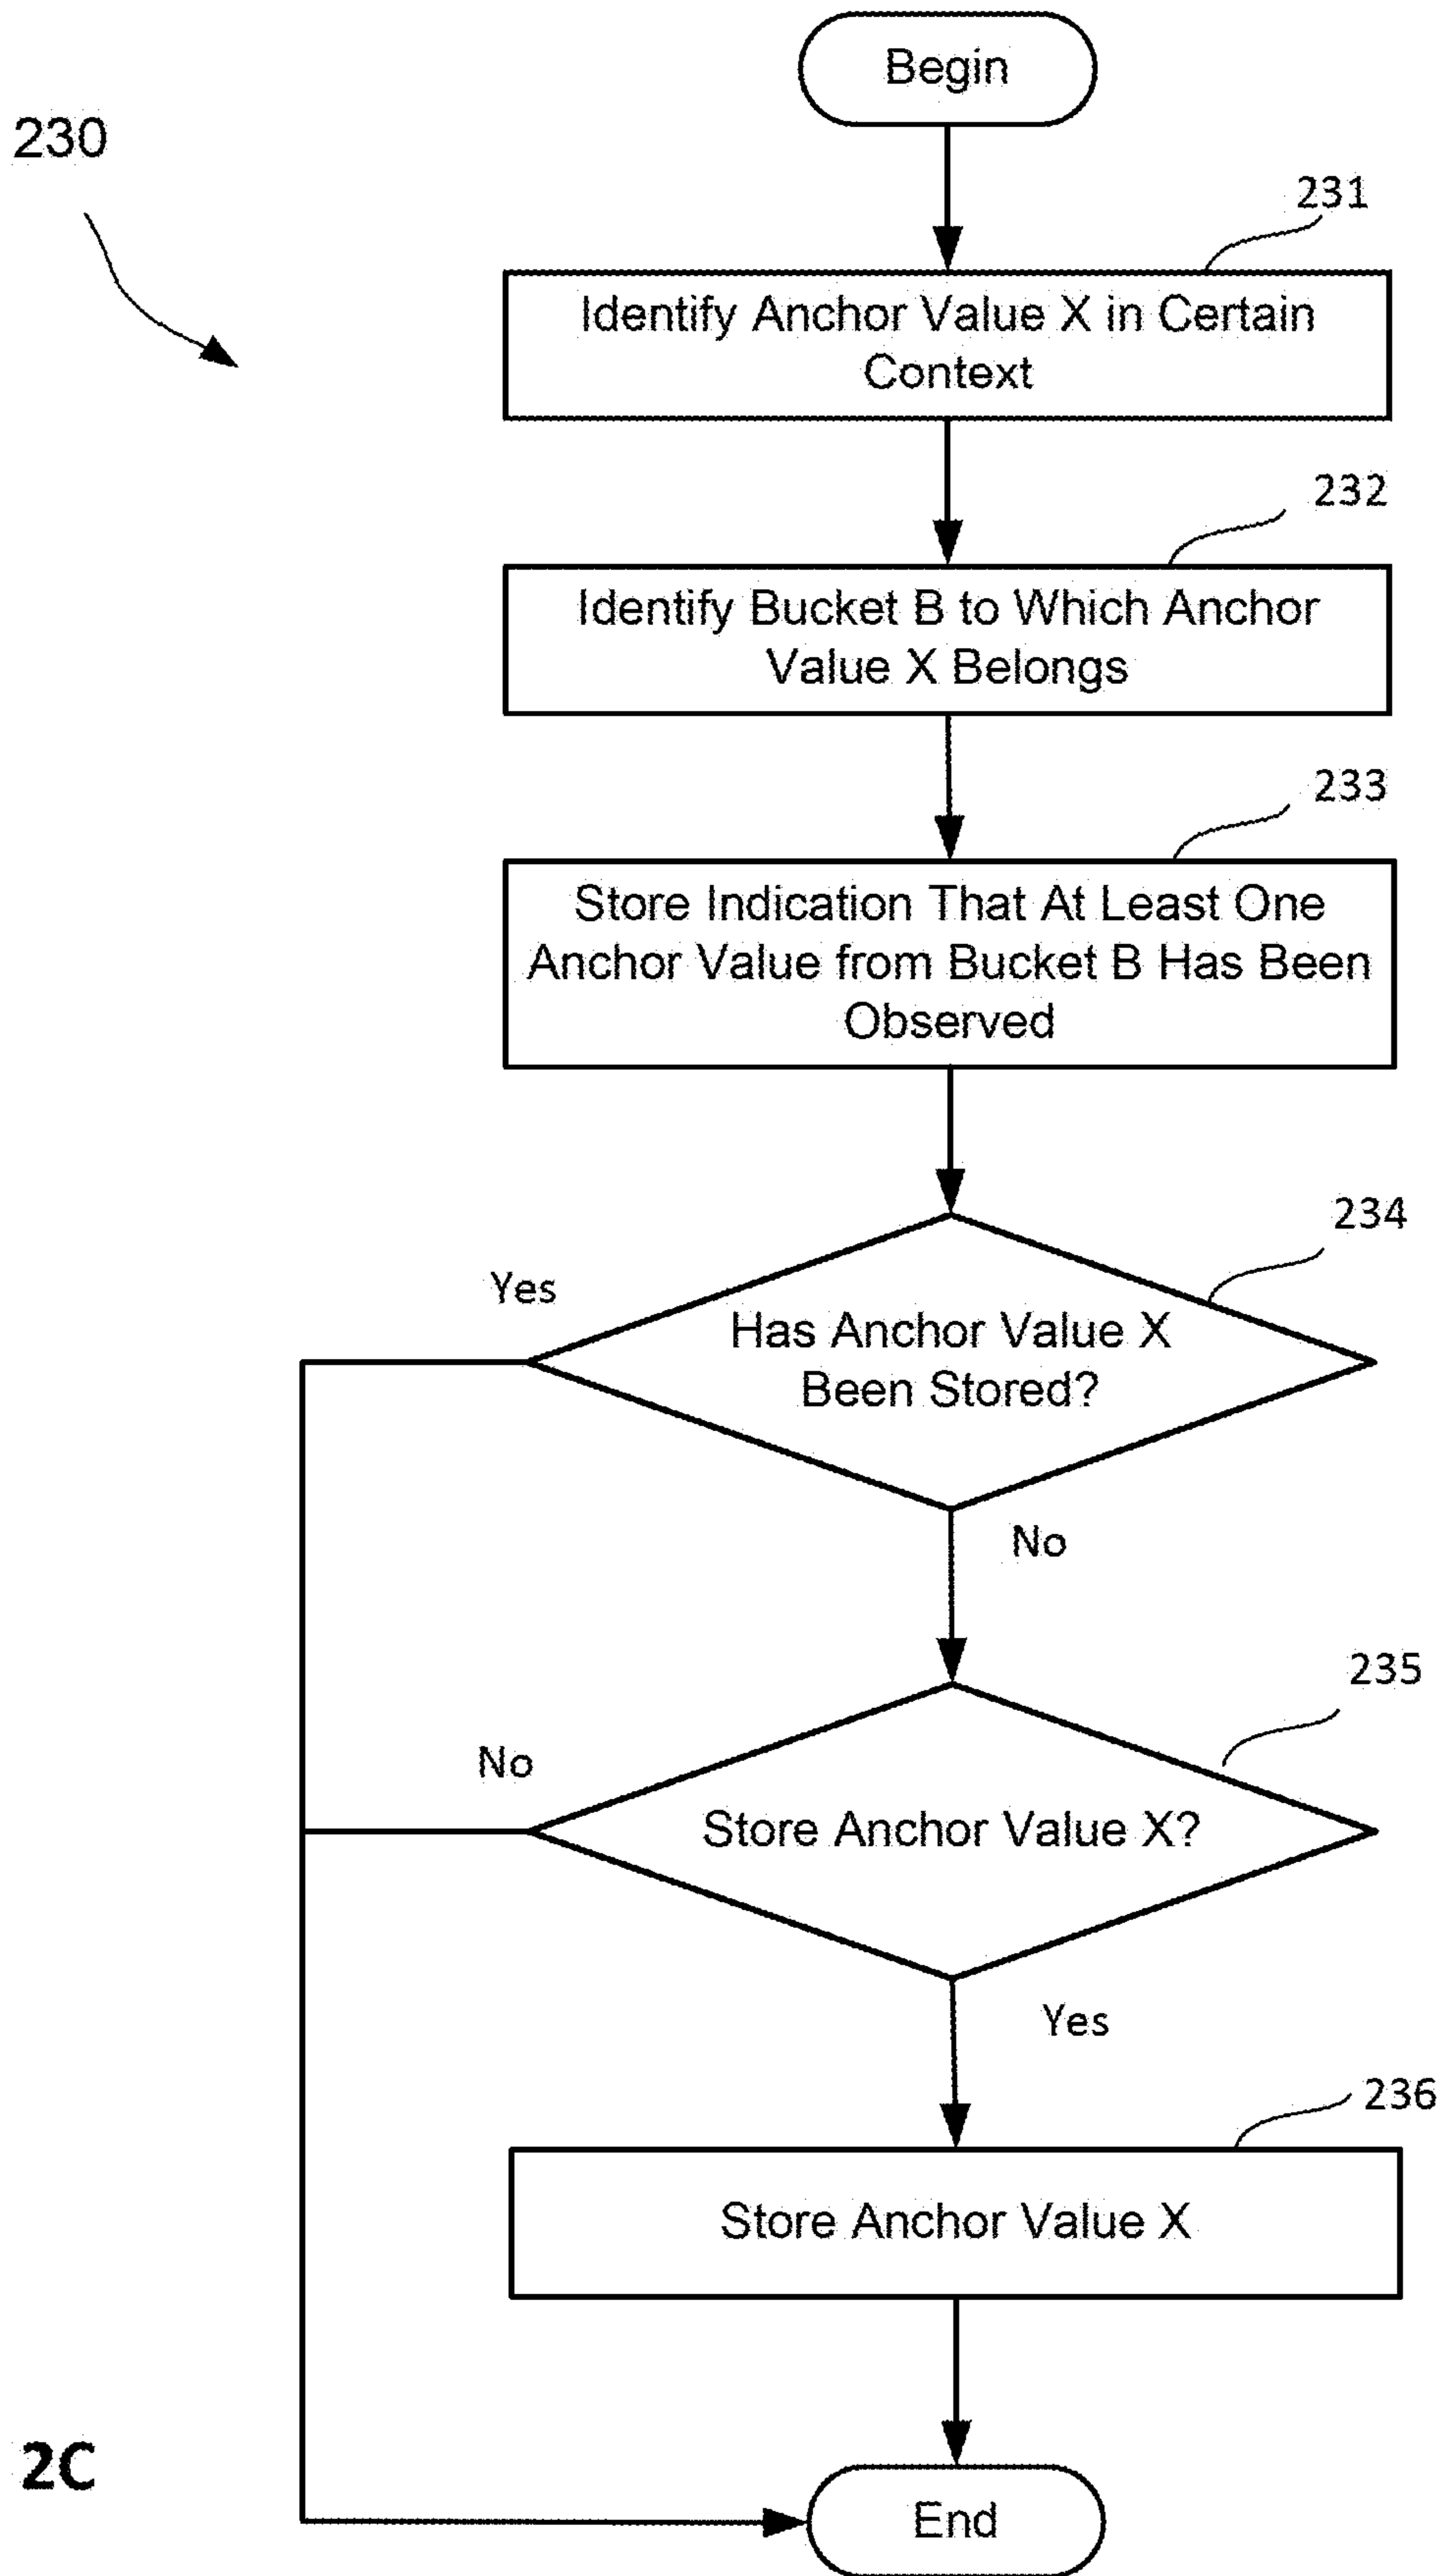 Begin
230
231
Identify Anchor Value X in Certain
Context
232
Identify Bucket B to Which Anchor
Value X Belongs
233
Store Indication That At Least One
Anchor Value from Bucket B Has Been
Observed
234
Yes
Has Anchor Value X
Been Stored?
No
235
No
Store Anchor Value X?
Yes
236
Store Anchor Value X
2C
End